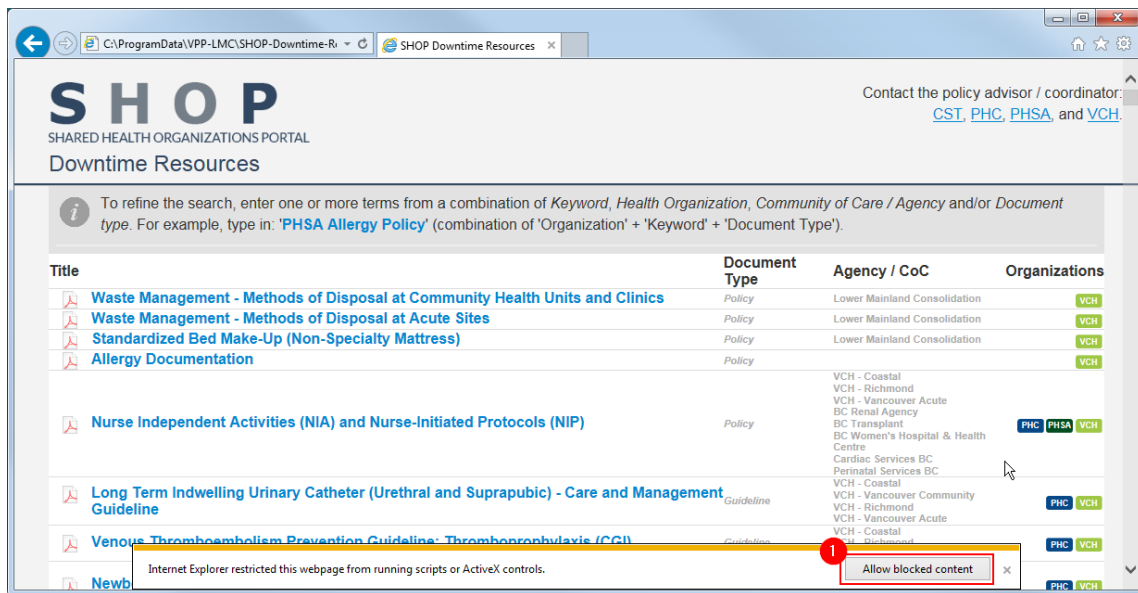 C:\ProgramData\VPP-LMC\SHOP-Downtime-R
SHOP Downtime Resources
SHOP
SHARED HEALTH ORGANIZATIONS PORTAL
Downtime Resources
Contact the policy advisor / coordinator:
CST, PHC, PHSA, and VCH.
i
To refine the search, enter one or more terms from a combination of Keyword, Health Organization, Community of Care / Agency and/or Document
type. For example, type in: 'PHSA Allergy Policy' (combination of 'Organization' + 'Keyword' + 'Document Type').
Title Document Type Agency / CoC Organizations
Waste Management - Methods of Disposal at Community Health Units and Clinics Policy Lower Mainland Consolidation VCH
Waste Management - Methods of Disposal at Acute Sites Policy Lower Mainland Consolidation VCH
Standardized Bed Make-Up (Non-Specialty Mattress) Policy Lower Mainland Consolidation VCH
Allergy Documentation Policy VCH
Nurse Independent Activities (NIA) and Nurse-Initiated Protocols (NIP) Policy
VCH - Coastal
VCH - Richmond
VCH - Vancouver Acute
BC Renal Agency
BC Transplant
BC Women's Hospital & Health
Centre
Cardiac Services BC
Perinatal Services BC
PHC PHSA VCH
Long Term Indwelling Urinary Catheter (Urethral and Suprapubic) - Care and Management
Guideline
Guideline
VCH - Coastal
VCH - Vancouver Community
VCH - Richmond
VCH - Vancouver Acute
PHC VCH
Venous Thromboembolism Prevention Guideline: Thromboprophylaxis (CGI) Guideline
VCH - Coastal
VCH - Richmond
PHC VCH
1
Internet Explorer restricted this webpage from running scripts or ActiveX controls. Allow blocked content ×
PHC VCH